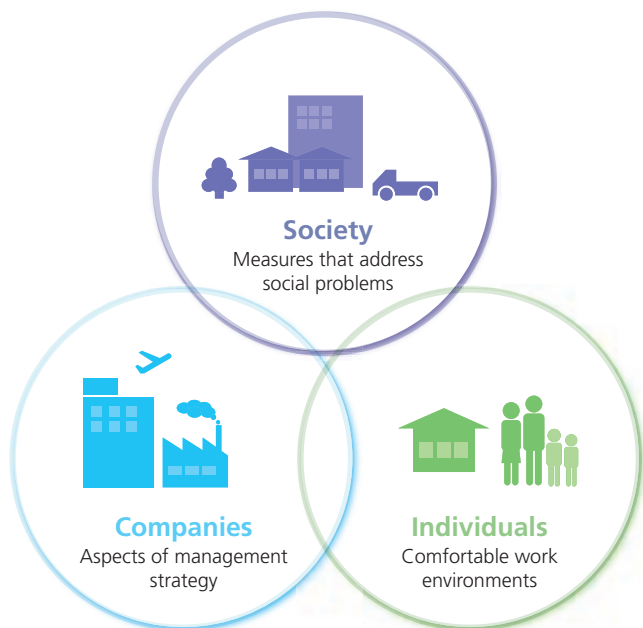 Society
Measures that address
social problems
Companies
Aspects of management
strategy
Individuals
Comfortable work
environments